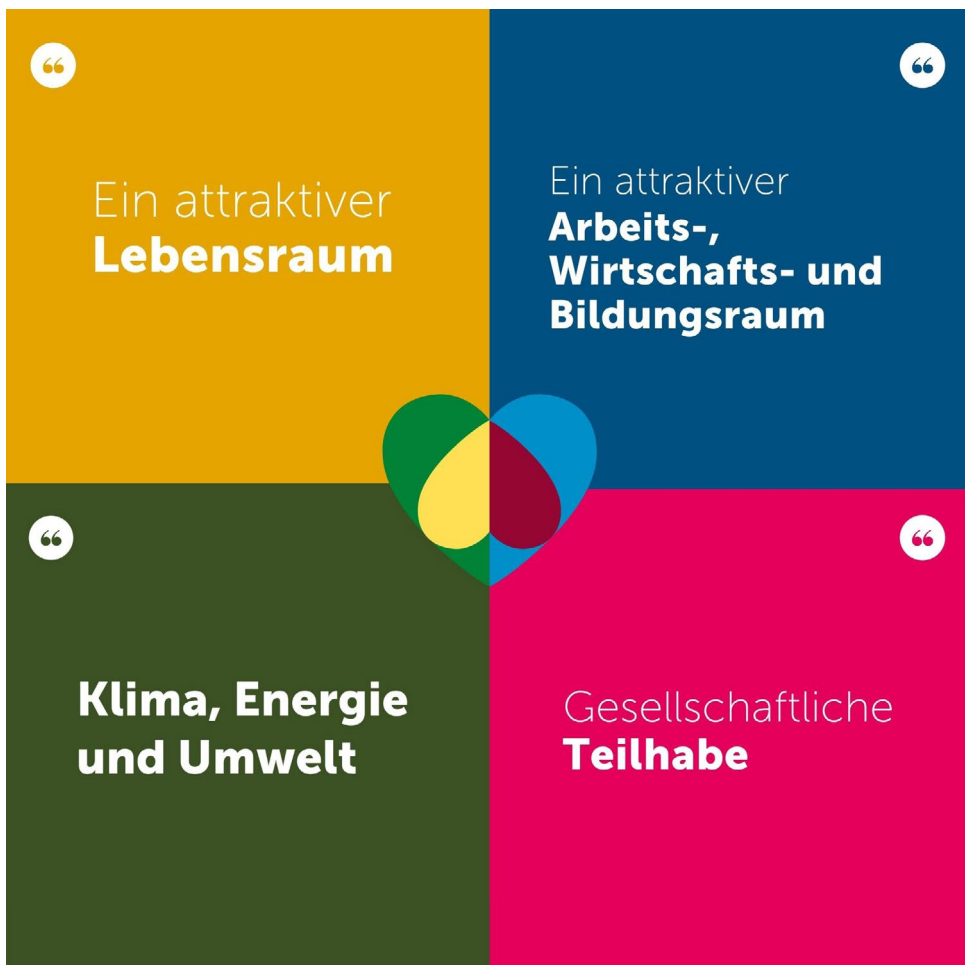 Ein attraktiver
Lebensraum
Ein attraktiver
Arbeits-,
Wirtschafts- und
Bildungsraum
Klima, Energie
und Umwelt
Gesellschaftliche
Teilhabe